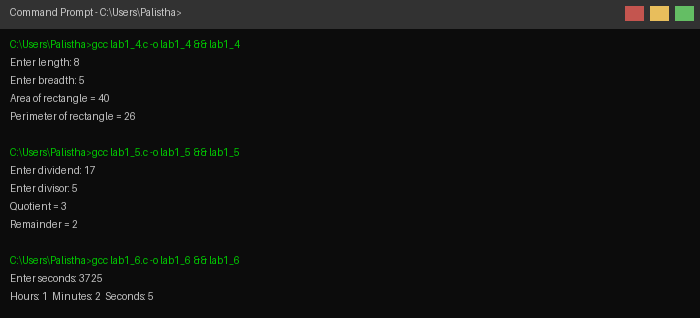 Command Prompt - C:\Users\Palistha>
C:\Users\Palistha>gcc lab1_4.c -o lab1_4 && lab1_4
Enter length: 8
Enter breadth: 5
Area of rectangle = 40
Perimeter of rectangle = 26
C:\Users\Palistha>gcc lab1_5.c -o lab1_5 && lab1_5
Enter dividend: 17
Enter divisor: 5
Quotient = 3
Remainder = 2
C:\Users\Palistha>gcc lab1_6.c -o lab1_6 && lab1_6
Enter seconds: 3725
Hours: 1  Minutes: 2  Seconds: 5